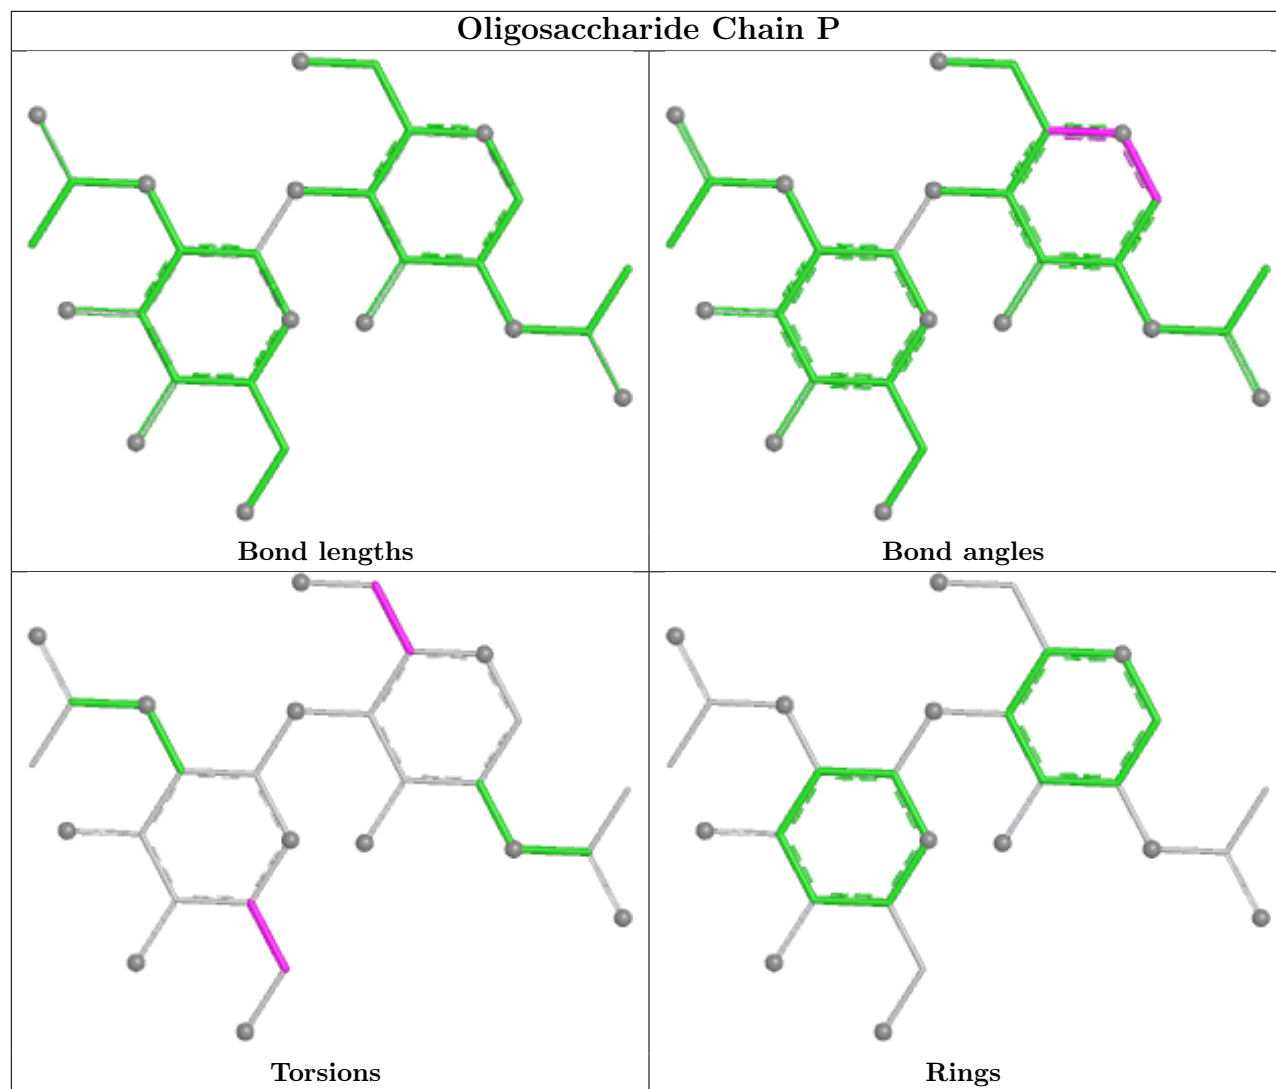 Oligosaccharide Chain P
Bond lengths
Bond angles
Torsions
Rings